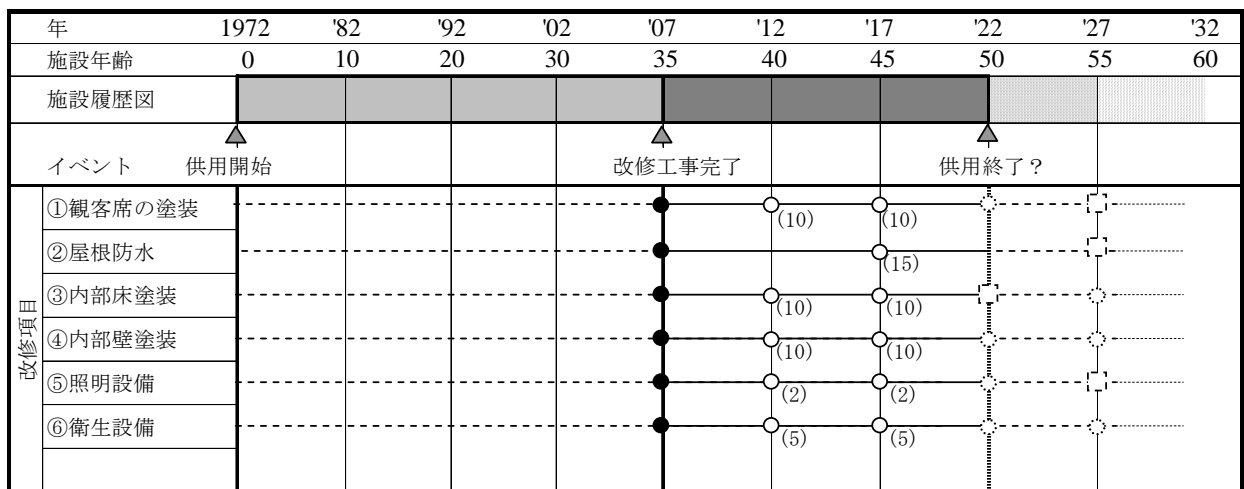 年 1972 '82 '92 '02 '07 '12 '17 '22 '27 '32
施設年齢 0 10 20 30 35 40 45 50 55 60
施設履歴図
イベント 供用開始 改修工事完了 供用終了？
改修項目
①観客席の塗装 (10) (10)
②屋根防水 (15)
③内部床塗装 (10) (10)
④内部壁塗装 (10) (10)
⑤照明設備 (2) (2)
⑥衛生設備 (5) (5)